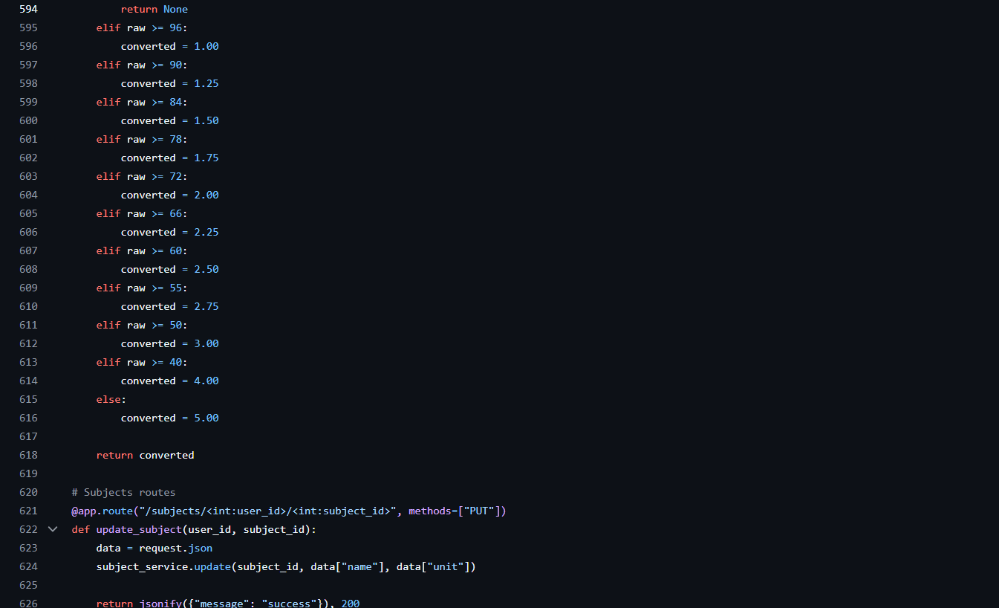 594 return None
595 elif raw >= 96:
596 converted = 1.00
597 elif raw >= 90:
598 converted = 1.25
599 elif raw >= 84:
600 converted = 1.50
601 elif raw >= 78:
602 converted = 1.75
603 elif raw >= 72:
604 converted = 2.00
605 elif raw >= 66:
606 converted = 2.25
607 elif raw >= 60:
608 converted = 2.50
609 elif raw >= 55:
610 converted = 2.75
611 elif raw >= 50:
612 converted = 3.00
613 elif raw >= 40:
614 converted = 4.00
615 else:
616 converted = 5.00
617
618 return converted
619
620 # Subjects routes
621 @app.route("/subjects/<int:user_id>/<int:subject_id>", methods=["PUT"])
622 def update_subject(user_id, subject_id):
623 data = request.json
624 subject_service.update(subject_id, data["name"], data["unit"])
625
626 return jsonify({"message": "success"}), 200